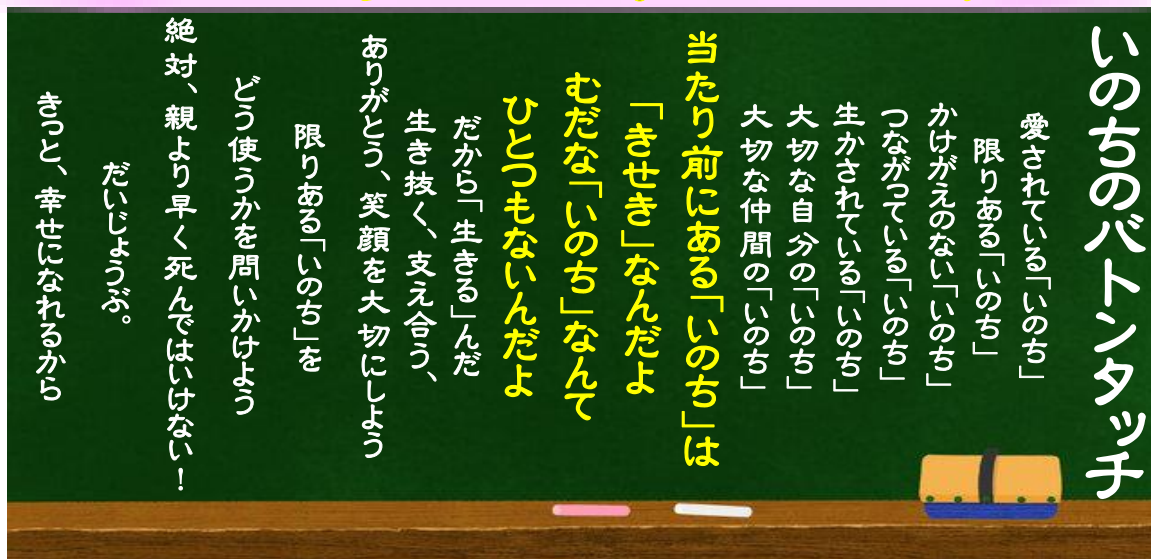 いのちのバトンタッチ
愛されている「いのち」
限りある「いのち」
かけがえのない「いのち」
つながっている「いのち」
生かされている「いのち」
大切な自分の「いのち」
大切な仲間の「いのち」
当たり前にある「いのち」は
「きせき」なんだよ
むだな「いのち」なんて
ひとつもないんだよ
だから「生きる」んだ
生き抜く、支え合う、
ありがとう、笑顔を大切にしよう
限りある「いのち」を
どう使うかを問いかけよう
絶対、親より早く死んではいけない！
だいじょうぶ。
きっと、幸せになれるから